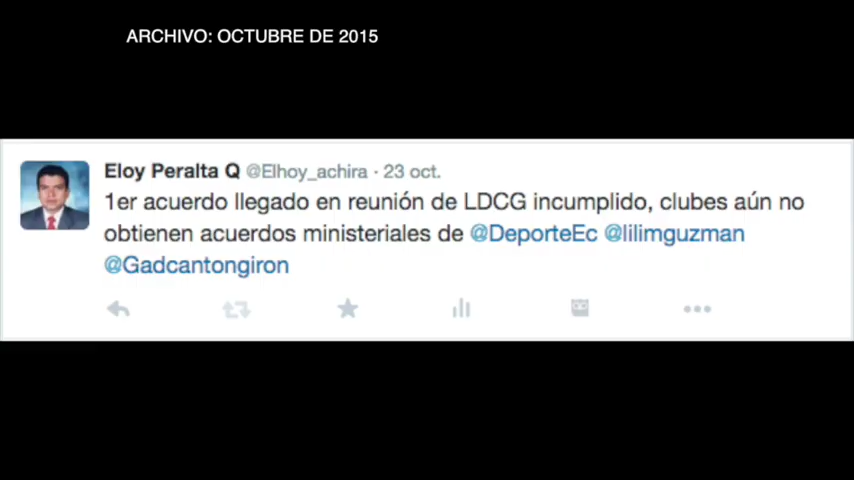 ARCHIVO: OCTUBRE DE 2015
Eloy Peralta Q @Elhoy_achira · 23 oct.
1er acuerdo llegado en reunión de LDCG incumplido, clubes aún no
obtienen acuerdos ministeriales de @DeporteEc @lilimguzman
@Gadcantongiron